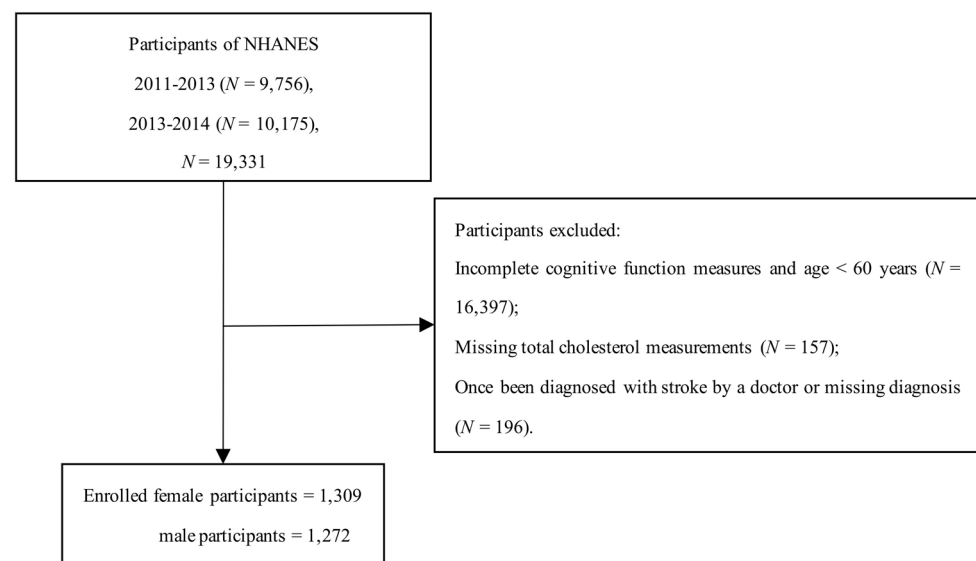 Participants of NHANES
2011-2013 (N = 9,756),
2013-2014 (N = 10,175),
N = 19,331
Participants excluded:
Incomplete cognitive function measures and age < 60 years (N =
16,397);
Missing total cholesterol measurements (N = 157);
Once been diagnosed with stroke by a doctor or missing diagnosis
(N = 196).
Enrolled female participants = 1,309
male participants = 1,272